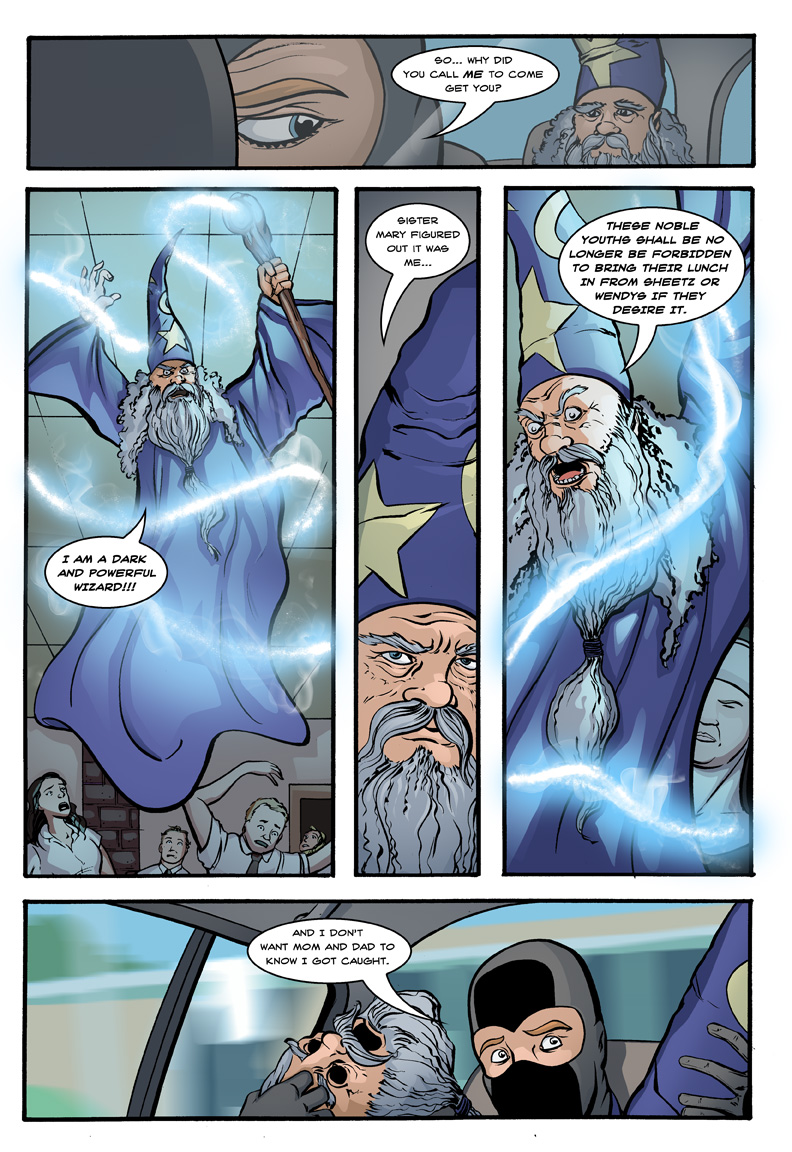 SO... WHY DID
YOU CALL ME TO COME
GET YOU?
I AM A DARK
AND POWERFUL
WIZARD!!!
SISTER
MARY FIGURED
OUT IT WAS
ME...
THESE NOBLE
YOUTHS SHALL BE NO
LONGER BE FORBIDDEN
TO BRING THEIR LUNCH
IN FROM SHEETZ OR
WENDYS IF THEY
DESIRE IT.
AND I DON'T
WANT MOM AND DAD TO
KNOW I GOT CAUGHT.